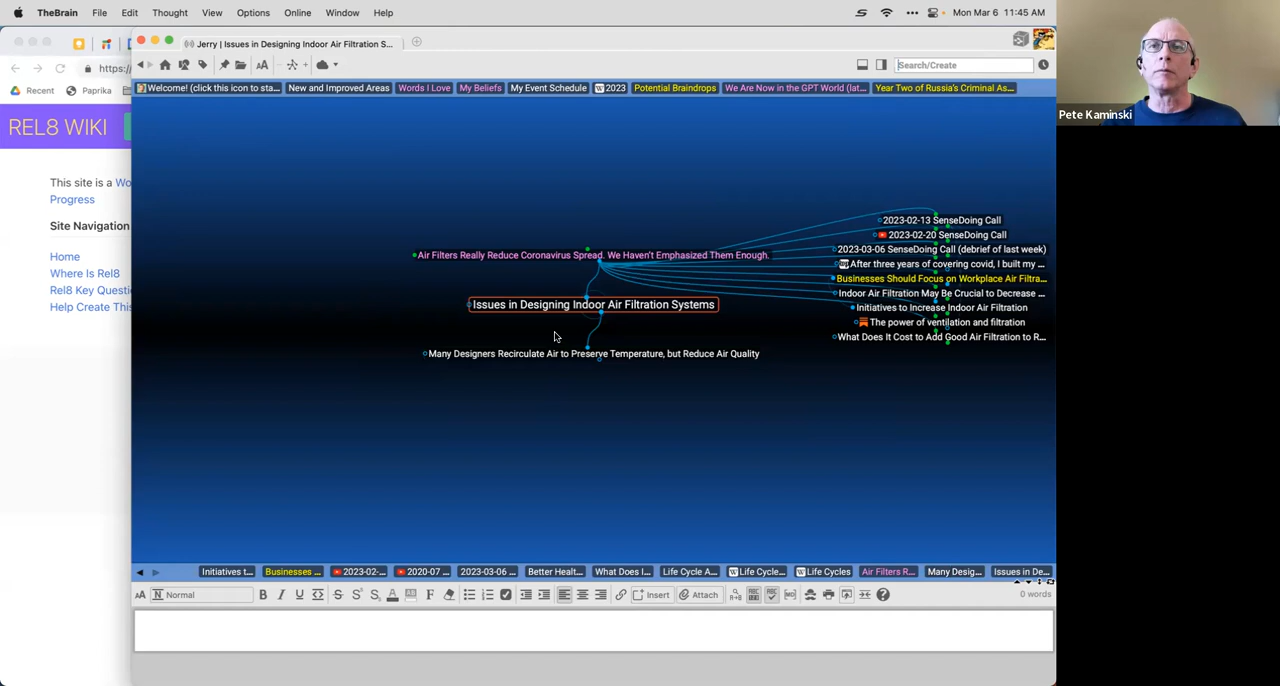 TheBrain File Edit Thought View Options Online Window Help Mon Mar 6 11:45 AM
Jerry | Issues in Designing Indoor Air Filtration S...
https:/
Search/Create
Recent Paprika
Welcome! (click this icon to sta... New and Improved Areas Words I Love My Beliefs My Event Schedule 2023 Potential Braindrops We Are Now in the GPT World (lat... Year Two of Russia's Criminal As...
Pete Kaminski
REL8 WIKI
This site is a Wo
Progress
Site Navigation
Home
Where Is Rel8
Rel8 Key Questi
Help Create This
2023-02-13 SenseDoing Call
2023-02-20 SenseDoing Call
2023-03-06 SenseDoing Call (debrief of last week)
Air Filters Really Reduce Coronavirus Spread. We Haven't Emphasized Them Enough.
After three years of covering covid, I built my ...
Businesses Should Focus on Workplace Air Filtra...
Indoor Air Filtration May Be Crucial to Decrease ...
Issues in Designing Indoor Air Filtration Systems
Initiatives to Increase Indoor Air Filtration
The power of ventilation and filtration
What Does It Cost to Add Good Air Filtration to R...
Many Designers Recirculate Air to Preserve Temperature, but Reduce Air Quality
Initiatives t... Businesses ... 2023-02-... 2020-07 ... 2023-03-06 ... Better Healt... What Does I... Life Cycle A... Life Cycle... Life Cycles Air Filters R... Many Desig... Issues in De...
Normal B I U S S S A F Insert Attach 0 words